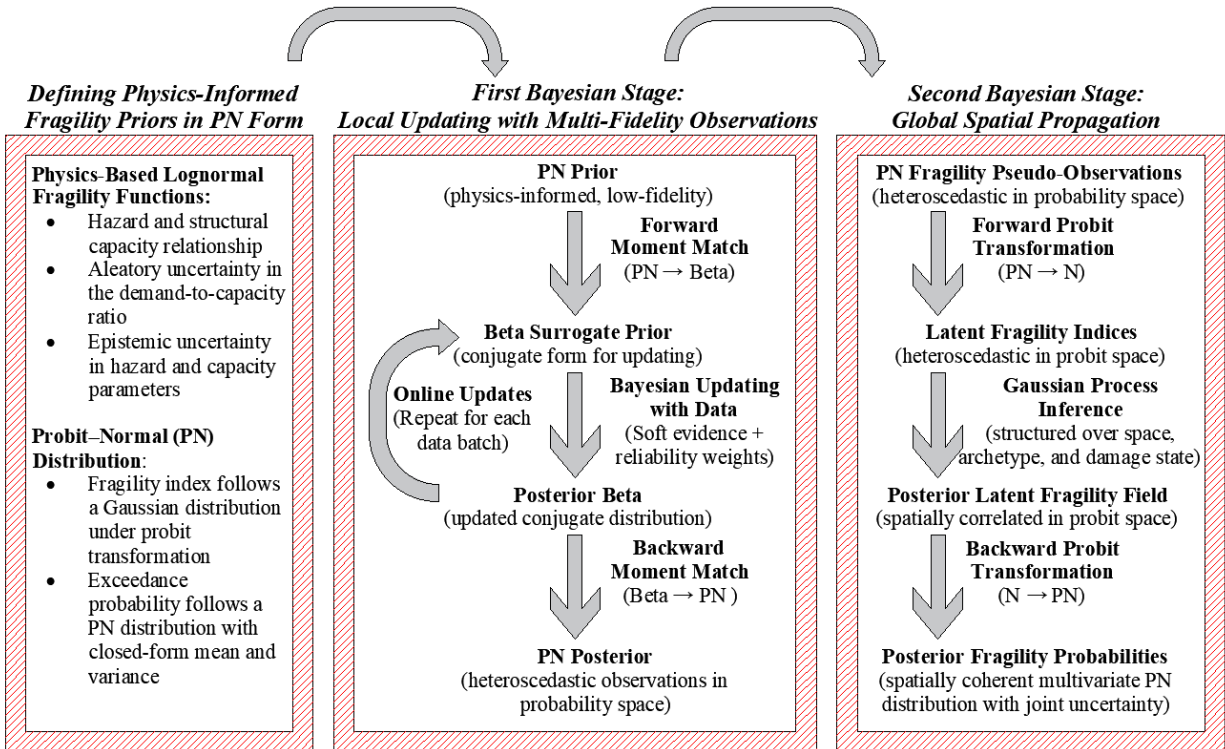 Defining Physics-Informed
Fragility Priors in PN Form
Physics-Based Lognormal
Fragility Functions:
• Hazard and structural
capacity relationship
• Aleatory uncertainty in
the demand-to-capacity
ratio
• Epistemic uncertainty
in hazard and capacity
parameters
Probit–Normal (PN)
Distribution:
• Fragility index follows
a Gaussian distribution
under probit
transformation
• Exceedance
probability follows a
PN distribution with
closed-form mean and
variance
First Bayesian Stage:
Local Updating with Multi-Fidelity Observations
PN Prior
(physics-informed, low-fidelity)
Forward
Moment Match
(PN → Beta)
Beta Surrogate Prior
(conjugate form for updating)
Online Updates
(Repeat for each
data batch)
Bayesian Updating
with Data
(Soft evidence +
reliability weights)
Posterior Beta
(updated conjugate distribution)
Backward
Moment Match
(Beta → PN )
PN Posterior
(heteroscedastic observations in
probability space)
Second Bayesian Stage:
Global Spatial Propagation
PN Fragility Pseudo-Observations
(heteroscedastic in probability space)
Forward Probit
Transformation
(PN → N)
Latent Fragility Indices
(heteroscedastic in probit space)
Gaussian Process
Inference
(structured over space,
archetype, and damage state)
Posterior Latent Fragility Field
(spatially correlated in probit space)
Backward Probit
Transformation
(N → PN)
Posterior Fragility Probabilities
(spatially coherent multivariate PN
distribution with joint uncertainty)